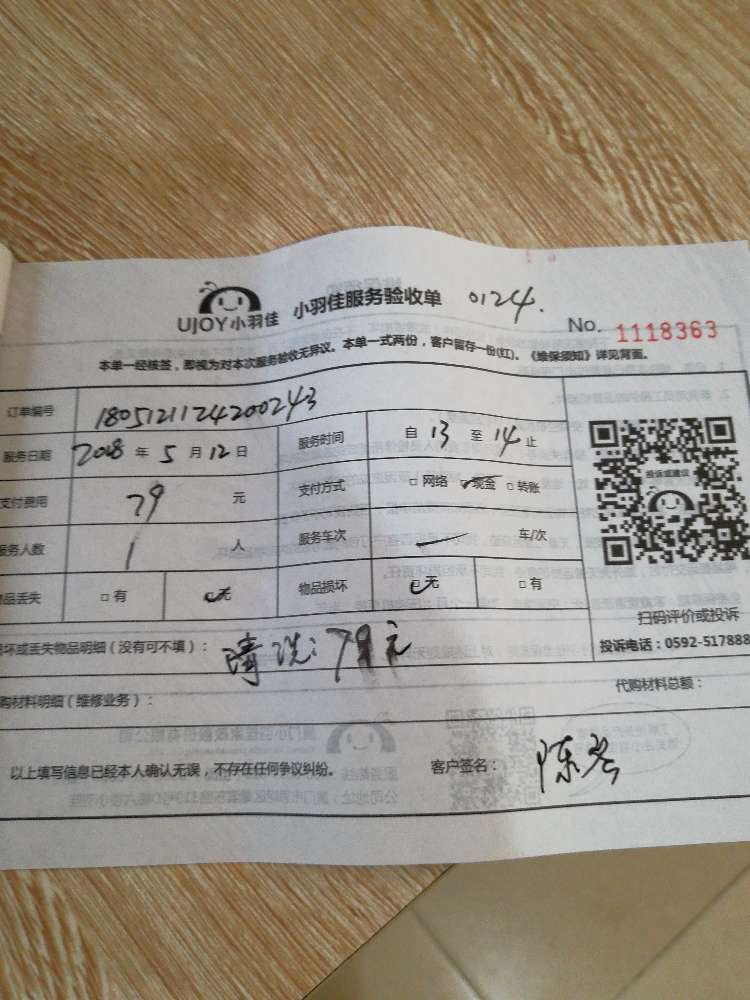 UJOY小羽佳 小羽佳服务验收单 0124.
No. 1118363
本单一经核签，即视为对本次服务验收无异议。本单一式两份，客户留存一份(红)。《维保须知》详见背面。
订单编号 180512112420 0243
服务日期 2018 年 5 月 12 日 服务时间 自 13 至 14 止
支付费用 79 元 支付方式 □ 网络 ☑ 现金 □ 转账
服务人数 1 人 服务车次 车/次
品丢失 □ 有 ☑ 无 物品损坏 ☑ 无 □ 有
投诉或建议
扫码评价或投诉
投诉电话：0592-517888
坏或丢失物品明细（没有可不填）： 清洗：79元
购材料明细（维修业务）： 代购材料总额：
以上填写信息已经本人确认无误，不存在任何争议纠纷。 客户签名： 陈